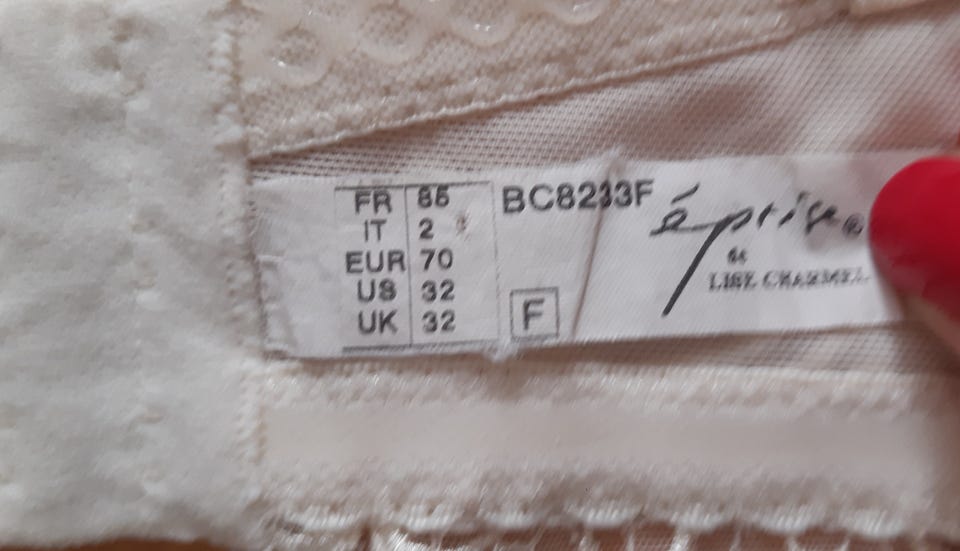 FR 85
IT 2
EUR 70
US 32
UK 32
BC8233F
F
éprise®
de
LISE CHARMEL